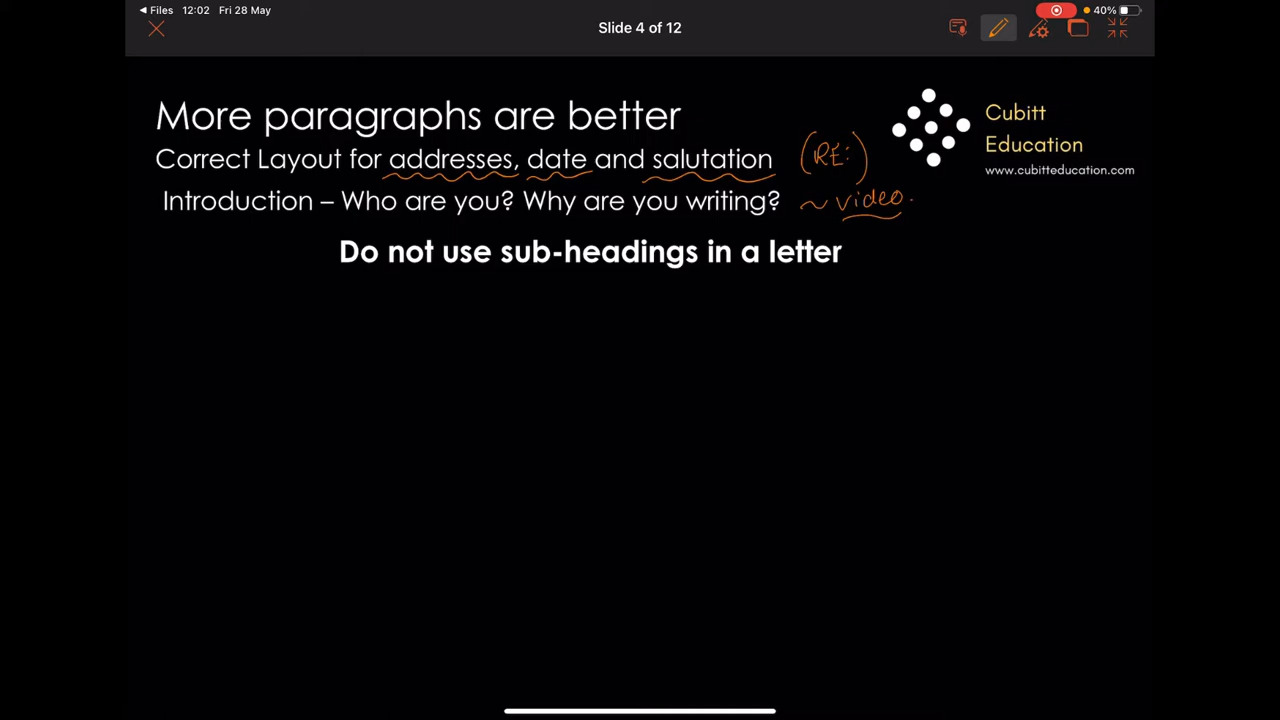 Files 12:02 Fri 28 May
40%
Slide 4 of 12
More paragraphs are better
Cubitt
Education
www.cubitteducation.com
Correct Layout for addresses, date and salutation (RE:)
Introduction – Who are you? Why are you writing? ~ video.
Do not use sub-headings in a letter